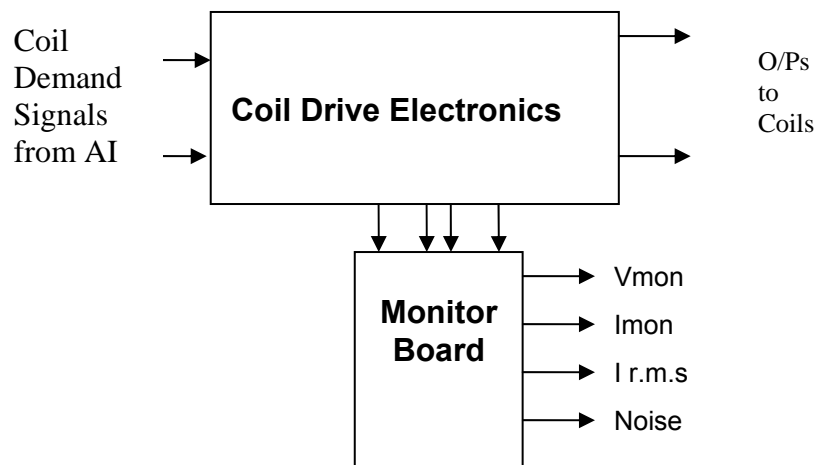 Coil
Demand
Signals
from AI
Coil Drive Electronics
O/Ps
to
Coils
Monitor
Board
Vmon
Imon
I r.m.s
Noise